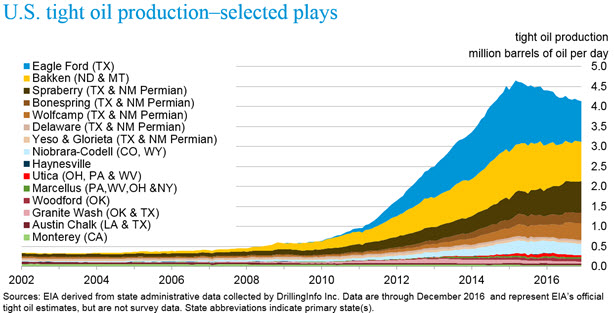 U.S. tight oil production–selected plays
tight oil production
million barrels of oil per day
Eagle Ford (TX)
Bakken (ND & MT)
Spraberry (TX & NM Permian)
Bonespring (TX & NM Permian)
Wolfcamp (TX & NM Permian)
Delaware (TX & NM Permian)
Yeso & Glorieta (TX & NM Permian)
Niobrara-Codell (CO, WY)
Haynesville
Utica (OH, PA & WV)
Marcellus (PA,WV,OH &NY)
Woodford (OK)
Granite Wash (OK & TX)
Austin Chalk (LA & TX)
Monterey (CA)
5.0
4.5
4.0
3.5
3.0
2.5
2.0
1.5
1.0
0.5
0.0
2002 2004 2006 2008 2010 2012 2014 2016
Sources: EIA derived from state administrative data collected by DrillingInfo Inc. Data are through December 2016 and represent EIA's official
tight oil estimates, but are not survey data. State abbreviations indicate primary state(s).